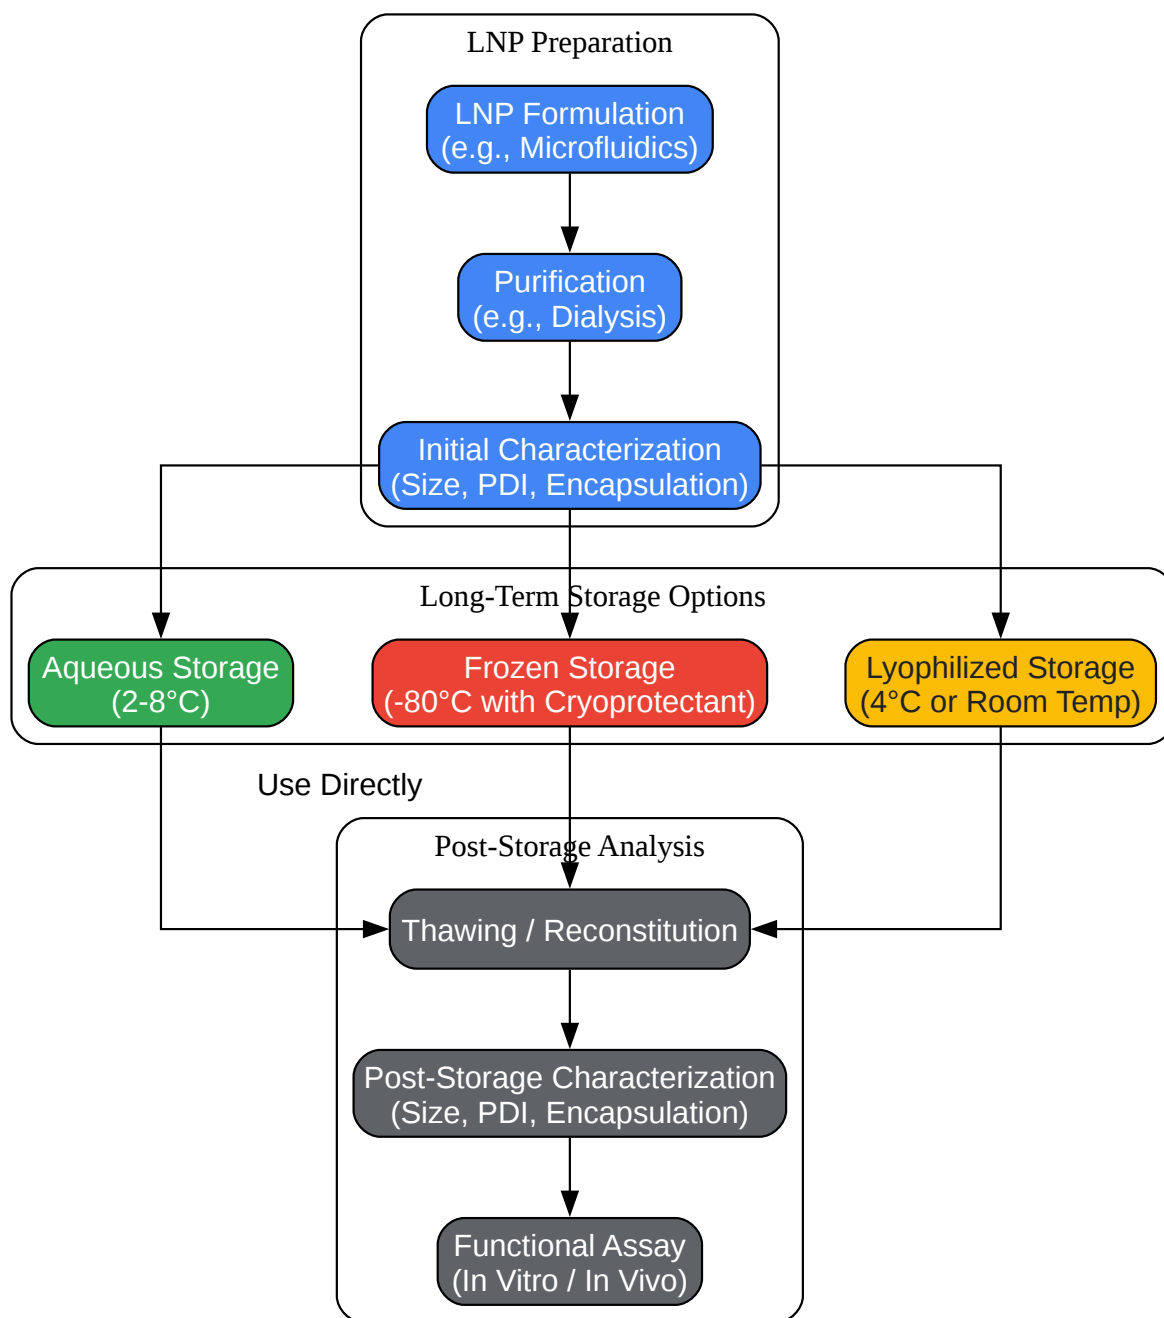 LNP Preparation
LNP Formulation
(e.g., Microfluidics)
Purification
(e.g., Dialysis)
Initial Characterization
(Size, PDI, Encapsulation)
Long-Term Storage Options
Aqueous Storage
(2-8°C)
Frozen Storage
(-80°C with Cryoprotectant)
Lyophilized Storage
(4°C or Room Temp)
Use Directly
Post-Storage Analysis
Thawing / Reconstitution
Post-Storage Characterization
(Size, PDI, Encapsulation)
Functional Assay
(In Vitro / In Vivo)